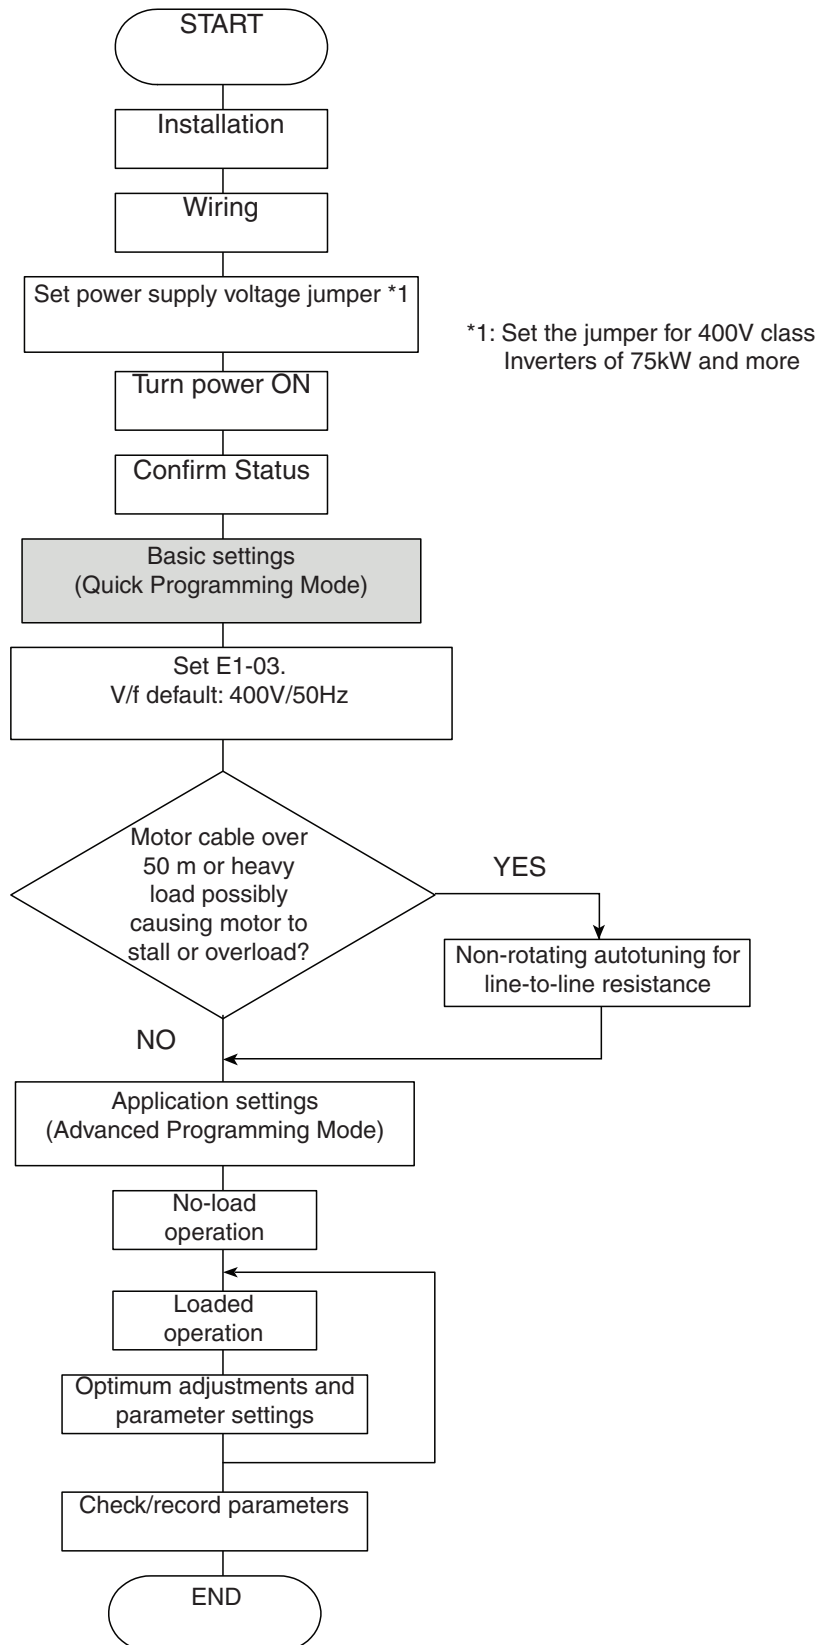 START
Installation
Wiring
Set power supply voltage jumper *1
*1: Set the jumper for 400V class
Inverters of 75kW and more
Turn power ON
Confirm Status
Basic settings
(Quick Programming Mode)
Set E1-03.
V/f default: 400V/50Hz
Motor cable over
50 m or heavy
load possibly
causing motor to
stall or overload?
YES
Non-rotating autotuning for
line-to-line resistance
NO
Application settings
(Advanced Programming Mode)
No-load
operation
Loaded
operation
Optimum adjustments and
parameter settings
Check/record parameters
END